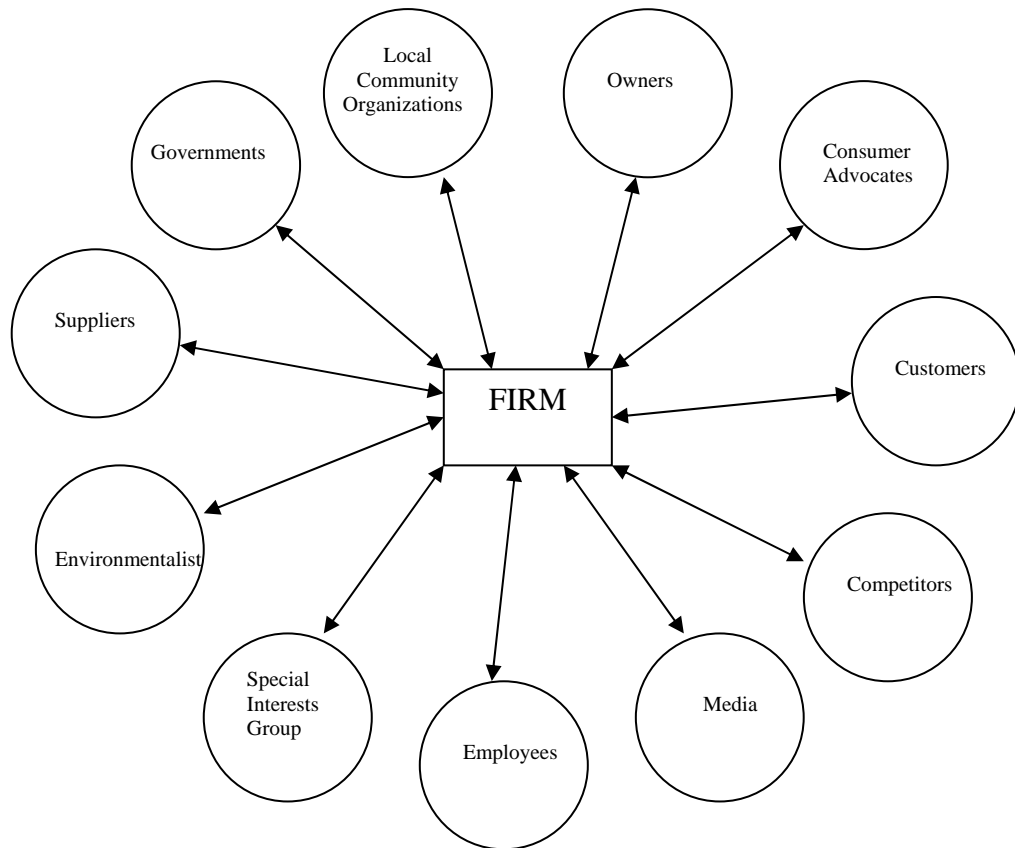 Local
Community
Organizations
Owners
Governments
Consumer
Advocates
Suppliers
Customers
FIRM
Environmentalist
Competitors
Special
Interests
Group
Media
Employees